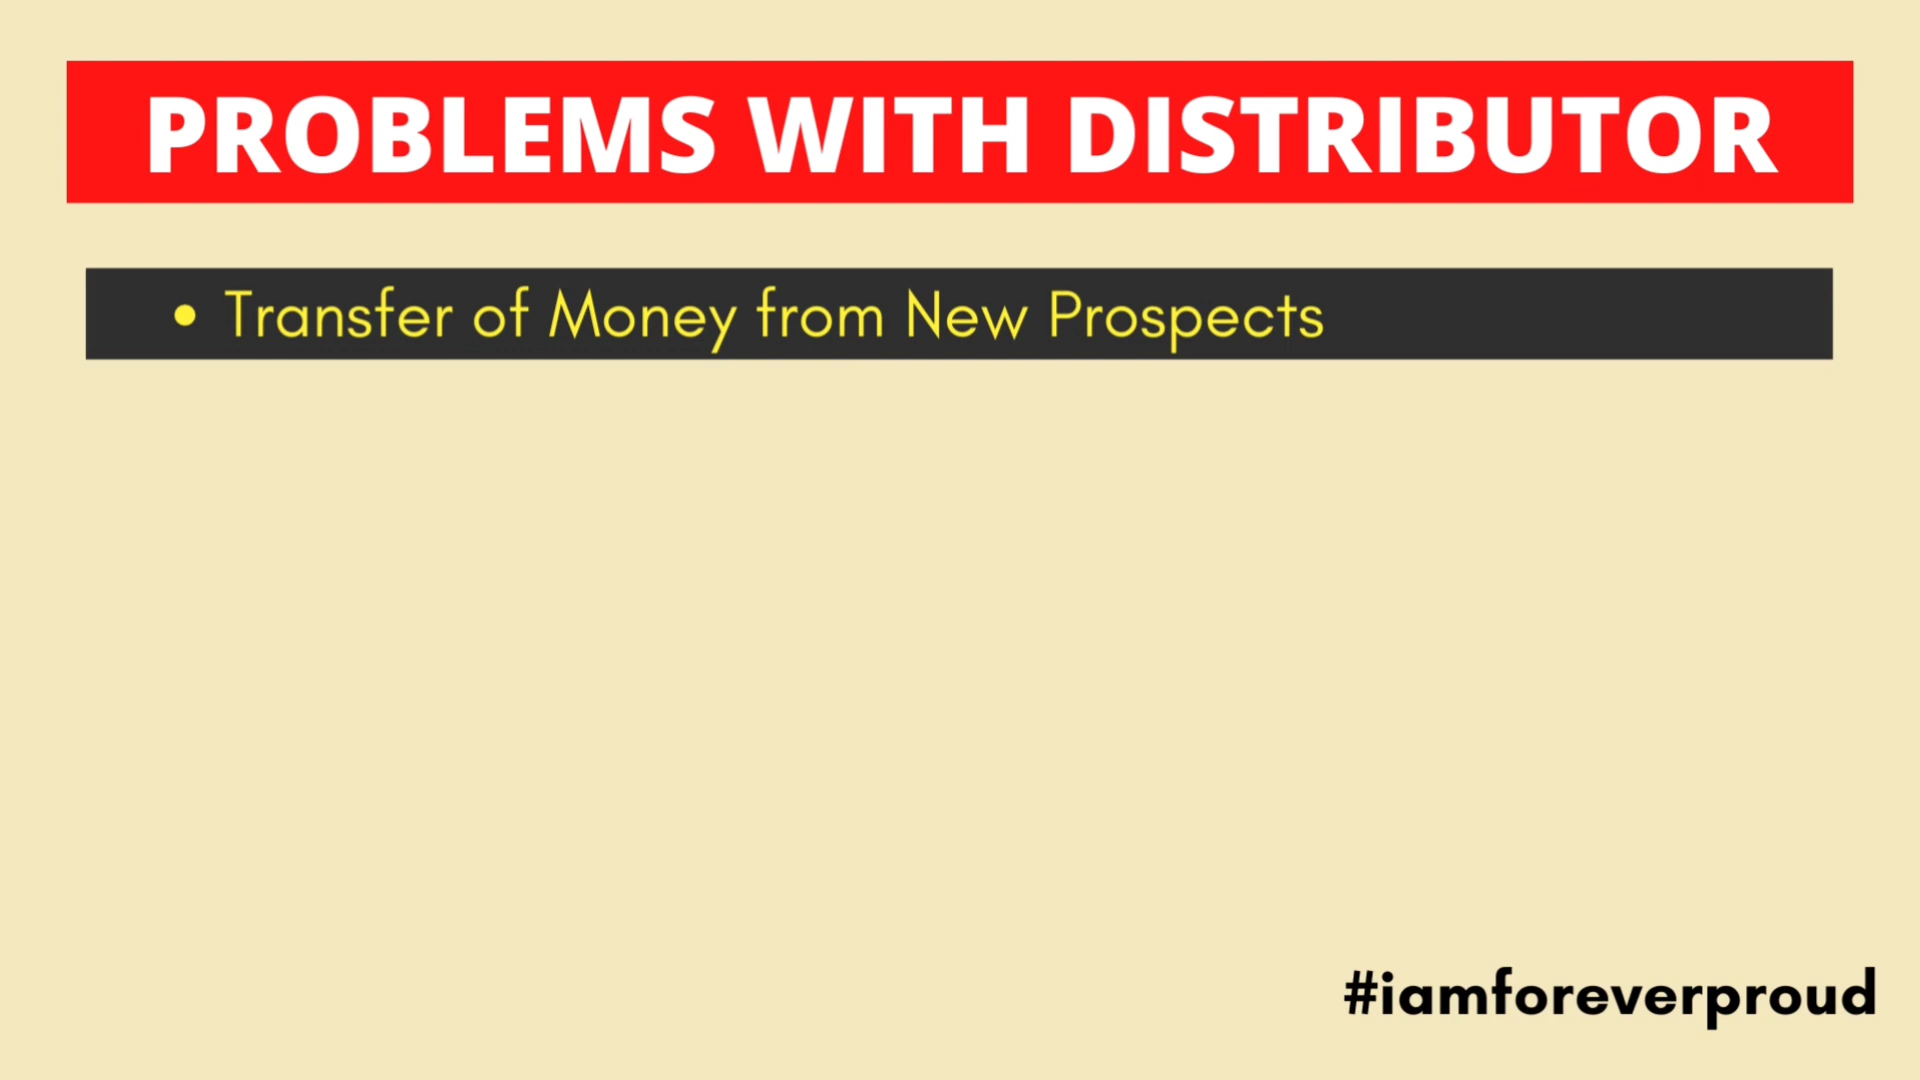 PROBLEMS WITH DISTRIBUTOR
• Transfer of Money from New Prospects
#iamforeverproud